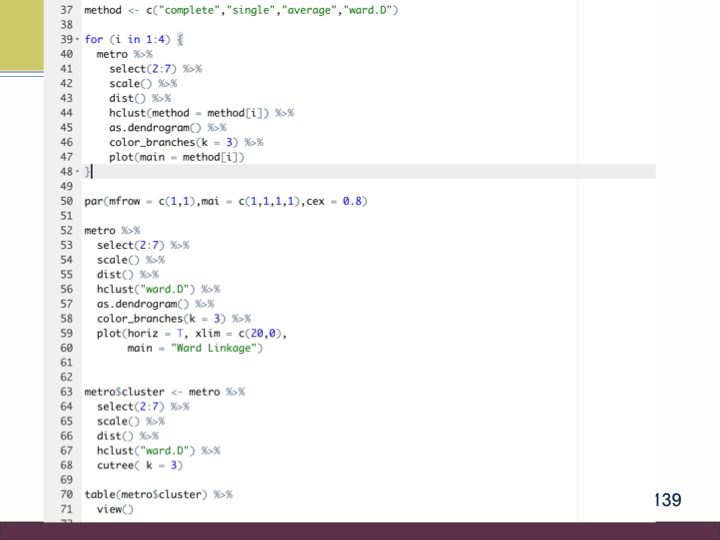 37 method <- c("complete","single","average","ward.D")
38
39 for (i in 1:4) {
40   metro %>%
41     select(2:7) %>%
42     scale() %>%
43     dist() %>%
44     hclust(method = method[i]) %>%
45     as.dendrogram() %>%
46     color_branches(k = 3) %>%
47     plot(main = method[i])
48 }
49
50 par(mfrow = c(1,1),mai = c(1,1,1,1),cex = 0.8)
51
52 metro %>%
53   select(2:7) %>%
54   scale() %>%
55   dist() %>%
56   hclust("ward.D") %>%
57   as.dendrogram() %>%
58   color_branches(k = 3) %>%
59   plot(horiz = T, xlim = c(20,0),
60        main = "Ward Linkage")
61
62
63 metro$cluster <- metro %>%
64   select(2:7) %>%
65   scale() %>%
66   dist() %>%
67   hclust("ward.D") %>%
68   cutree( k = 3)
69
70 table(metro$cluster) %>%
71   view()
139